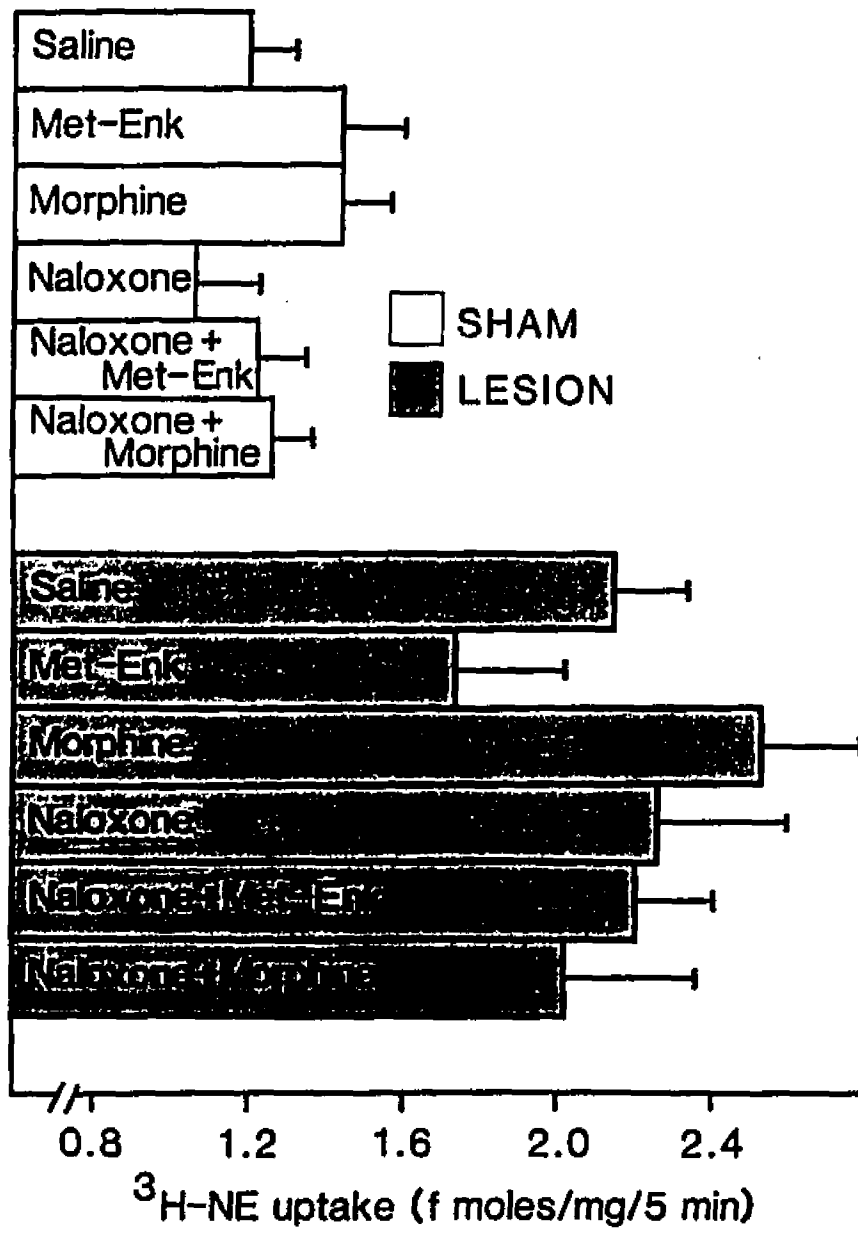 Saline
Met-Enk
Morphine
Naloxone
Naloxone +
Met-Enk
Naloxone +
Morphine
SHAM
LESION
Saline
Met-Enk
Morphine
Naloxone
Naloxone+Met-Enk
Naloxone+Morphine
0.8 1.2 1.6 2.0 2.4
³H-NE uptake (f moles/mg/5 min)